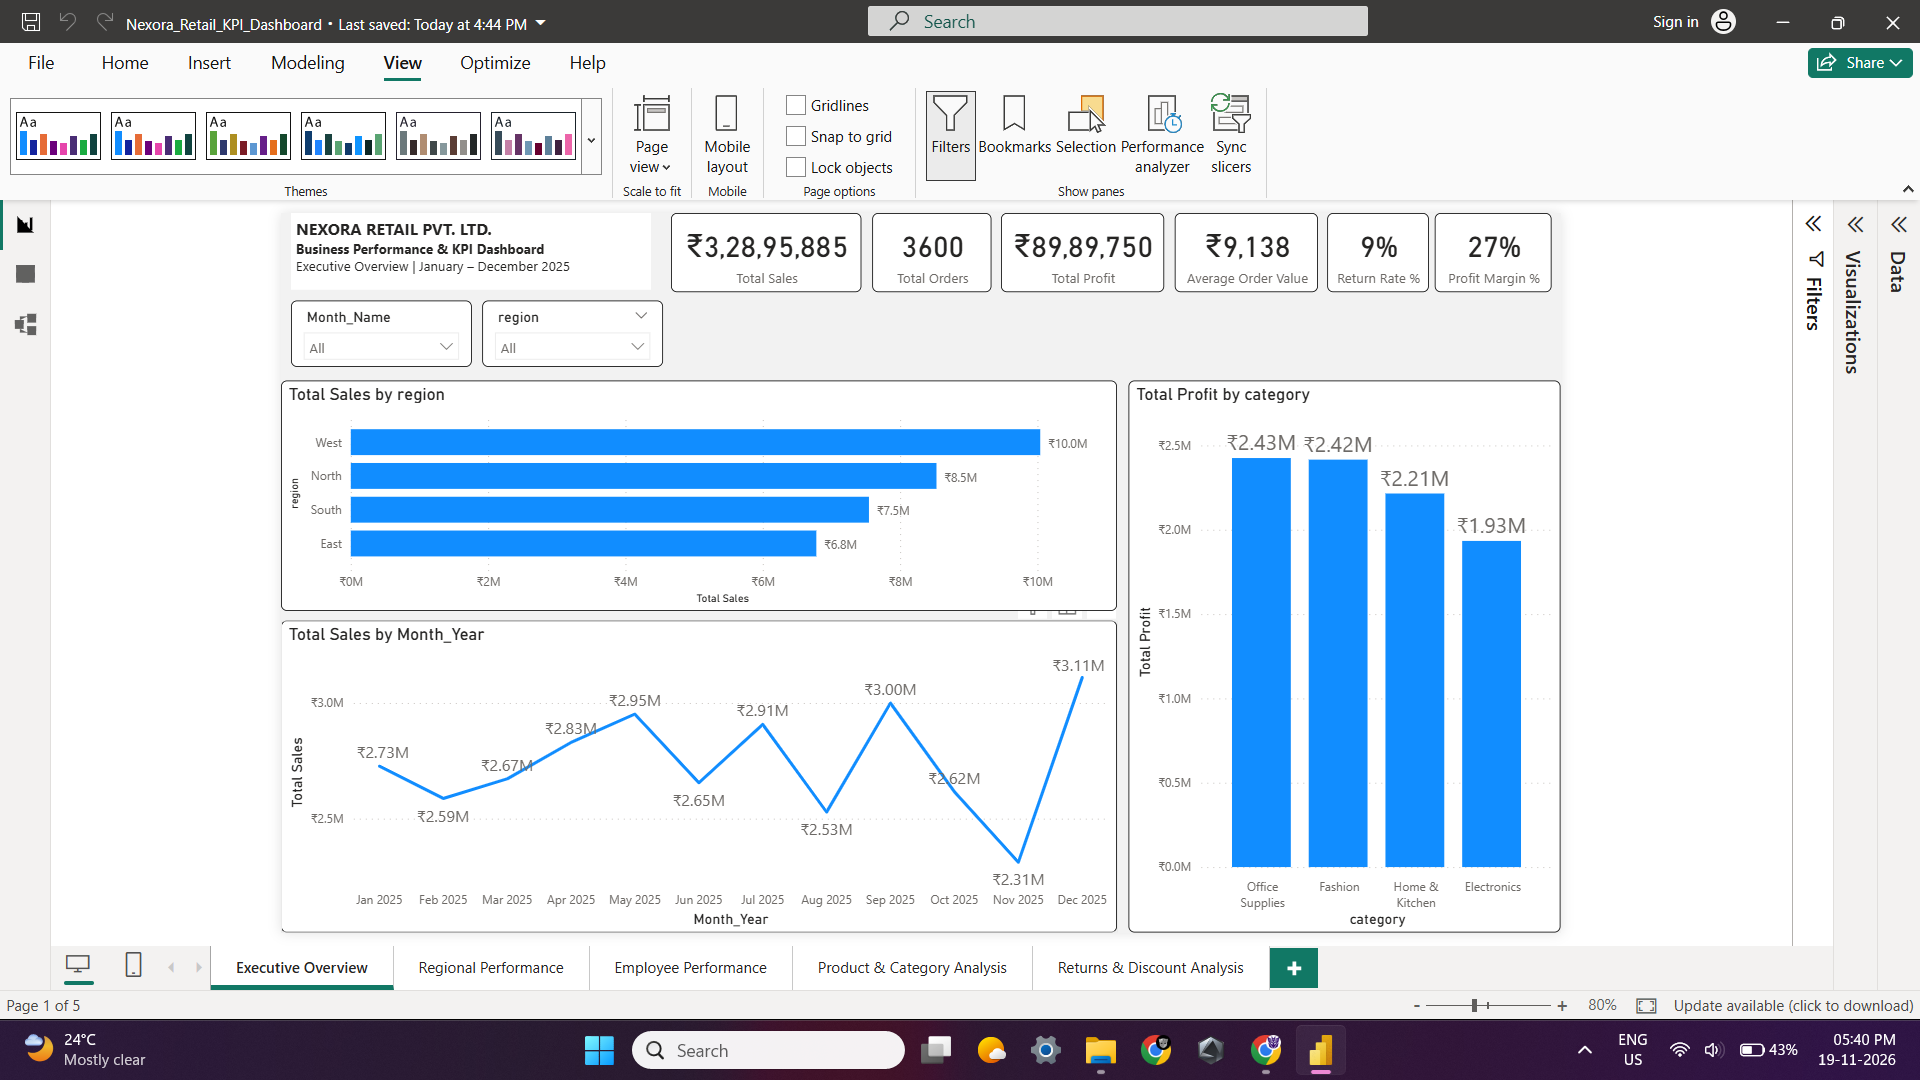 Nexora_Retail_KPI_Dashboard • Last saved: Today at 4:44 PM
Search
Sign in
File
Home
Insert
Modeling
View
Optimize
Help
Share
Aa
Aa
Aa
Aa
Aa
Aa
Themes
Page view
Scale to fit
Mobile layout
Mobile
Gridlines
Snap to grid
Lock objects
Page options
Filters
Bookmarks
Selection
Performance analyzer
Sync slicers
Show panes
NEXORA RETAIL PVT. LTD.
Business Performance & KPI Dashboard
Executive Overview | January – December 2025
₹3,28,95,885
Total Sales
3600
Total Orders
₹89,89,750
Total Profit
₹9,138
Average Order Value
9%
Return Rate %
27%
Profit Margin %
Month_Name
All
region
All
Filters
Visualizations
Data
Total Sales by region
region
West
₹10.0M
North
₹8.5M
South
₹7.5M
East
₹6.8M
₹0M
₹2M
₹4M
₹6M
₹8M
₹10M
Total Sales
Total Sales by Month_Year
Total Sales
₹3.0M
₹2.5M
₹2.73M
₹2.59M
₹2.67M
₹2.83M
₹2.95M
₹2.65M
₹2.91M
₹2.53M
₹3.00M
₹2.62M
₹2.31M
₹3.11M
Jan 2025
Feb 2025
Mar 2025
Apr 2025
May 2025
Jun 2025
Jul 2025
Aug 2025
Sep 2025
Oct 2025
Nov 2025
Dec 2025
Month_Year
Total Profit by category
Total Profit
₹2.5M
₹2.0M
₹1.5M
₹1.0M
₹0.5M
₹0.0M
₹2.43M
₹2.42M
₹2.21M
₹1.93M
Office
Supplies
Fashion
Home &
Kitchen
Electronics
category
Executive Overview
Regional Performance
Employee Performance
Product & Category Analysis
Returns & Discount Analysis
Page 1 of 5
80%
Update available (click to download)
24°C
Mostly clear
Search
ENG
US
43%
05:40 PM
19-11-2026